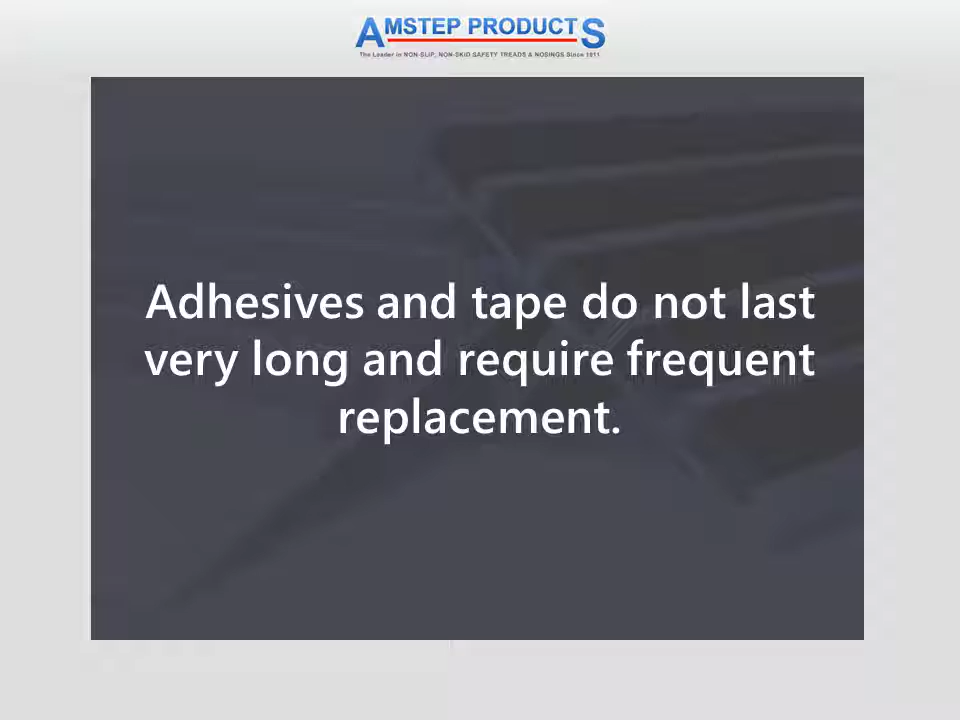 AMSTEP PRODUCTS
The Leader in NON-SLIP, NON-SKID SAFETY TREADS & NOSINGS Since 1911
Adhesives and tape do not last
very long and require frequent
replacement.